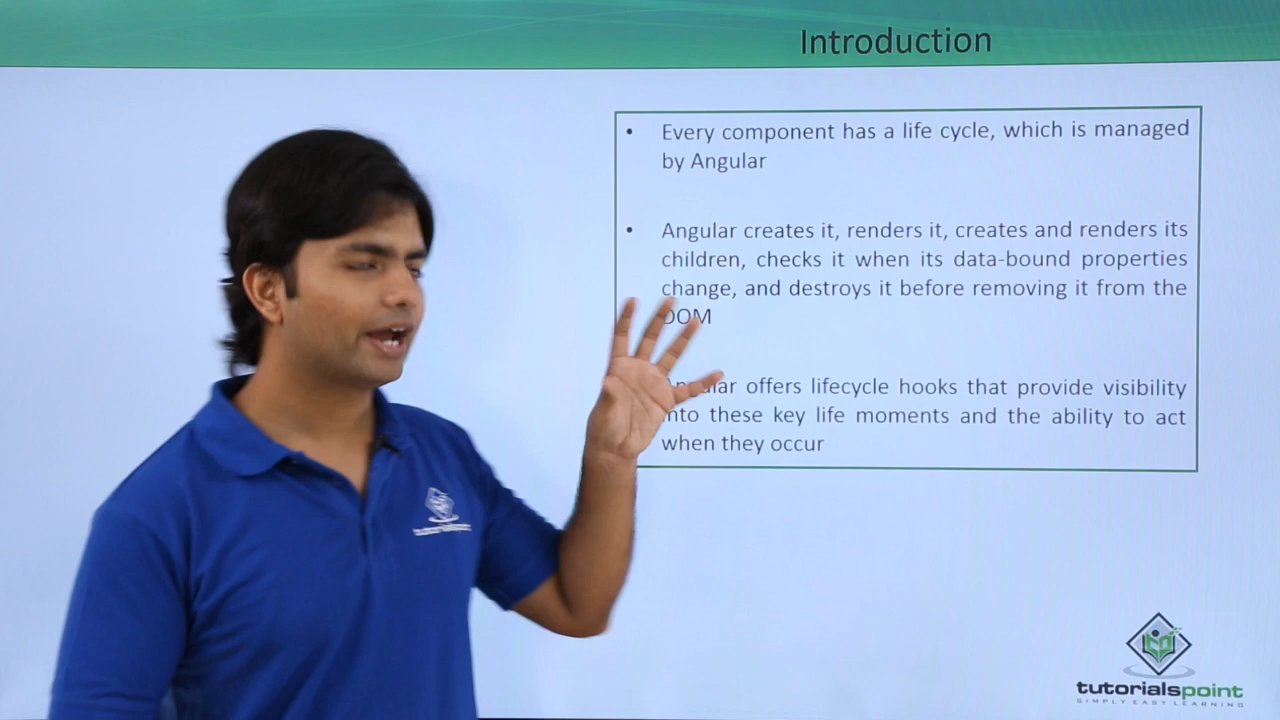 Introduction
• Every component has a life cycle, which is managed
by Angular
• Angular creates it, renders it, creates and renders its
children, checks it when its data-bound properties
change, and destroys it before removing it from the
DOM
Angular offers lifecycle hooks that provide visibility
into these key life moments and the ability to act
when they occur
tutorialspoint
tutorialspoint
SIMPLY EASY LEARNING